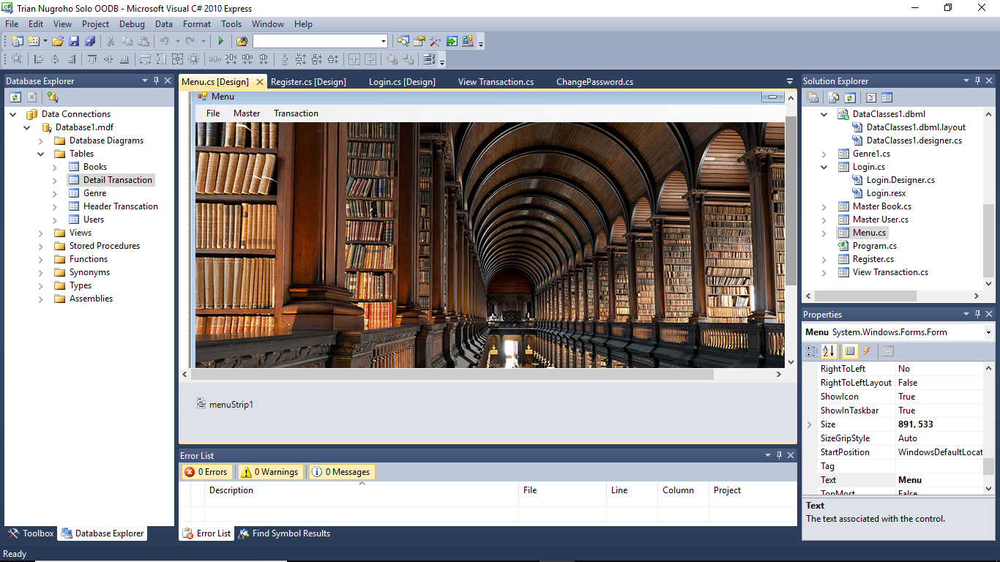 Trian Nugroho Solo OODB - Microsoft Visual C# 2010 Express
File Edit View Project Debug Data Format Tools Window Help
Database Explorer
Data Connections
Database1.mdf
Database Diagrams
Tables
Books
Detail Transaction
Genre
Header Transcation
Users
Views
Stored Procedures
Functions
Synonyms
Types
Assemblies
Toolbox Database Explorer
Menu.cs [Design] Register.cs [Design] Login.cs [Design] View Transaction.cs ChangePassword.cs
Menu
File Master Transaction
menuStrip1
Error List
0 Errors 0 Warnings 0 Messages
Description File Line Column Project
Error List Find Symbol Results
Solution Explorer
DataClasses1.dbml
DataClasses1.dbml.layout
DataClasses1.designer.cs
Genre1.cs
Login.cs
Login.Designer.cs
Login.resx
Master Book.cs
Master User.cs
Menu.cs
Program.cs
Register.cs
View Transaction.cs
Properties
Menu System.Windows.Forms.Form
RightToLeft No
RightToLeftLayout False
ShowIcon True
ShowInTaskbar True
Size 891, 533
SizeGripStyle Auto
StartPosition WindowsDefaultLocat
Tag
Text Menu
TopMost False
Text
The text associated with the control.
Ready